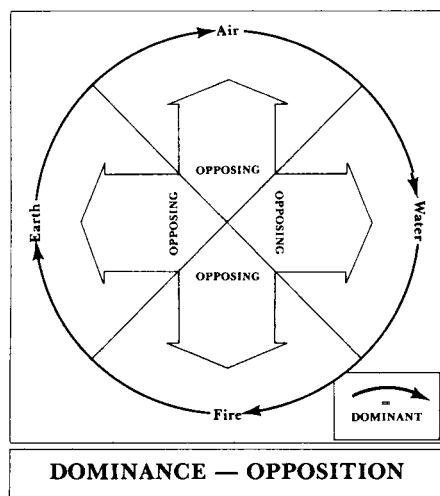 Air
OPPOSING
Earth
OPPOSING
OPPOSING
Water
OPPOSING
Fire
=
DOMINANT
DOMINANCE — OPPOSITION